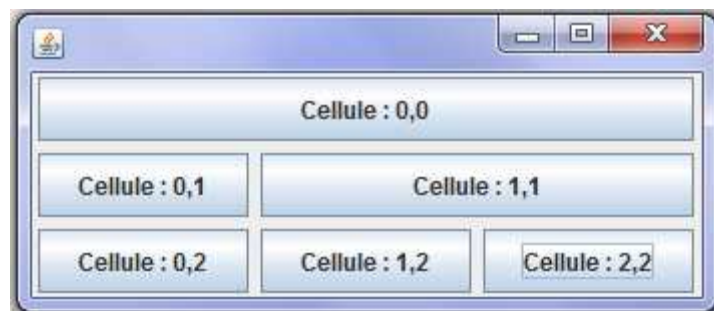 Cellule : 0,0
Cellule : 0,1 Cellule : 1,1
Cellule : 0,2 Cellule : 1,2 Cellule : 2,2